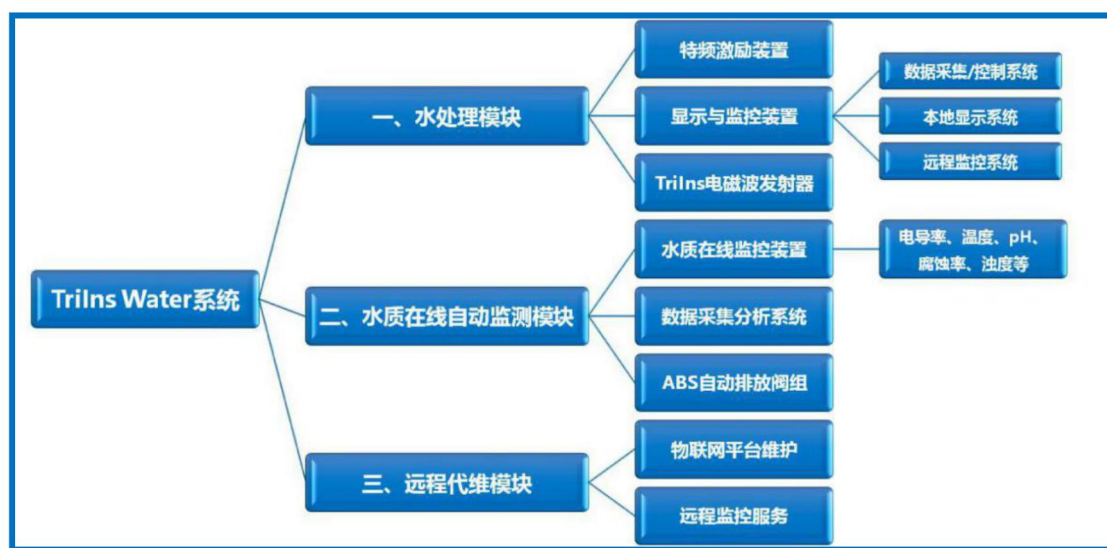 TriIns Water系统
一、水处理模块
特频激励装置
显示与监控装置
数据采集/控制系统
本地显示系统
远程监控系统
TriIns电磁波发射器
二、水质在线自动监测模块
水质在线监控装置
电导率、温度、pH、
腐蚀率、浊度等
数据采集分析系统
ABS自动排放阀组
三、远程代维模块
物联网平台维护
远程监控服务